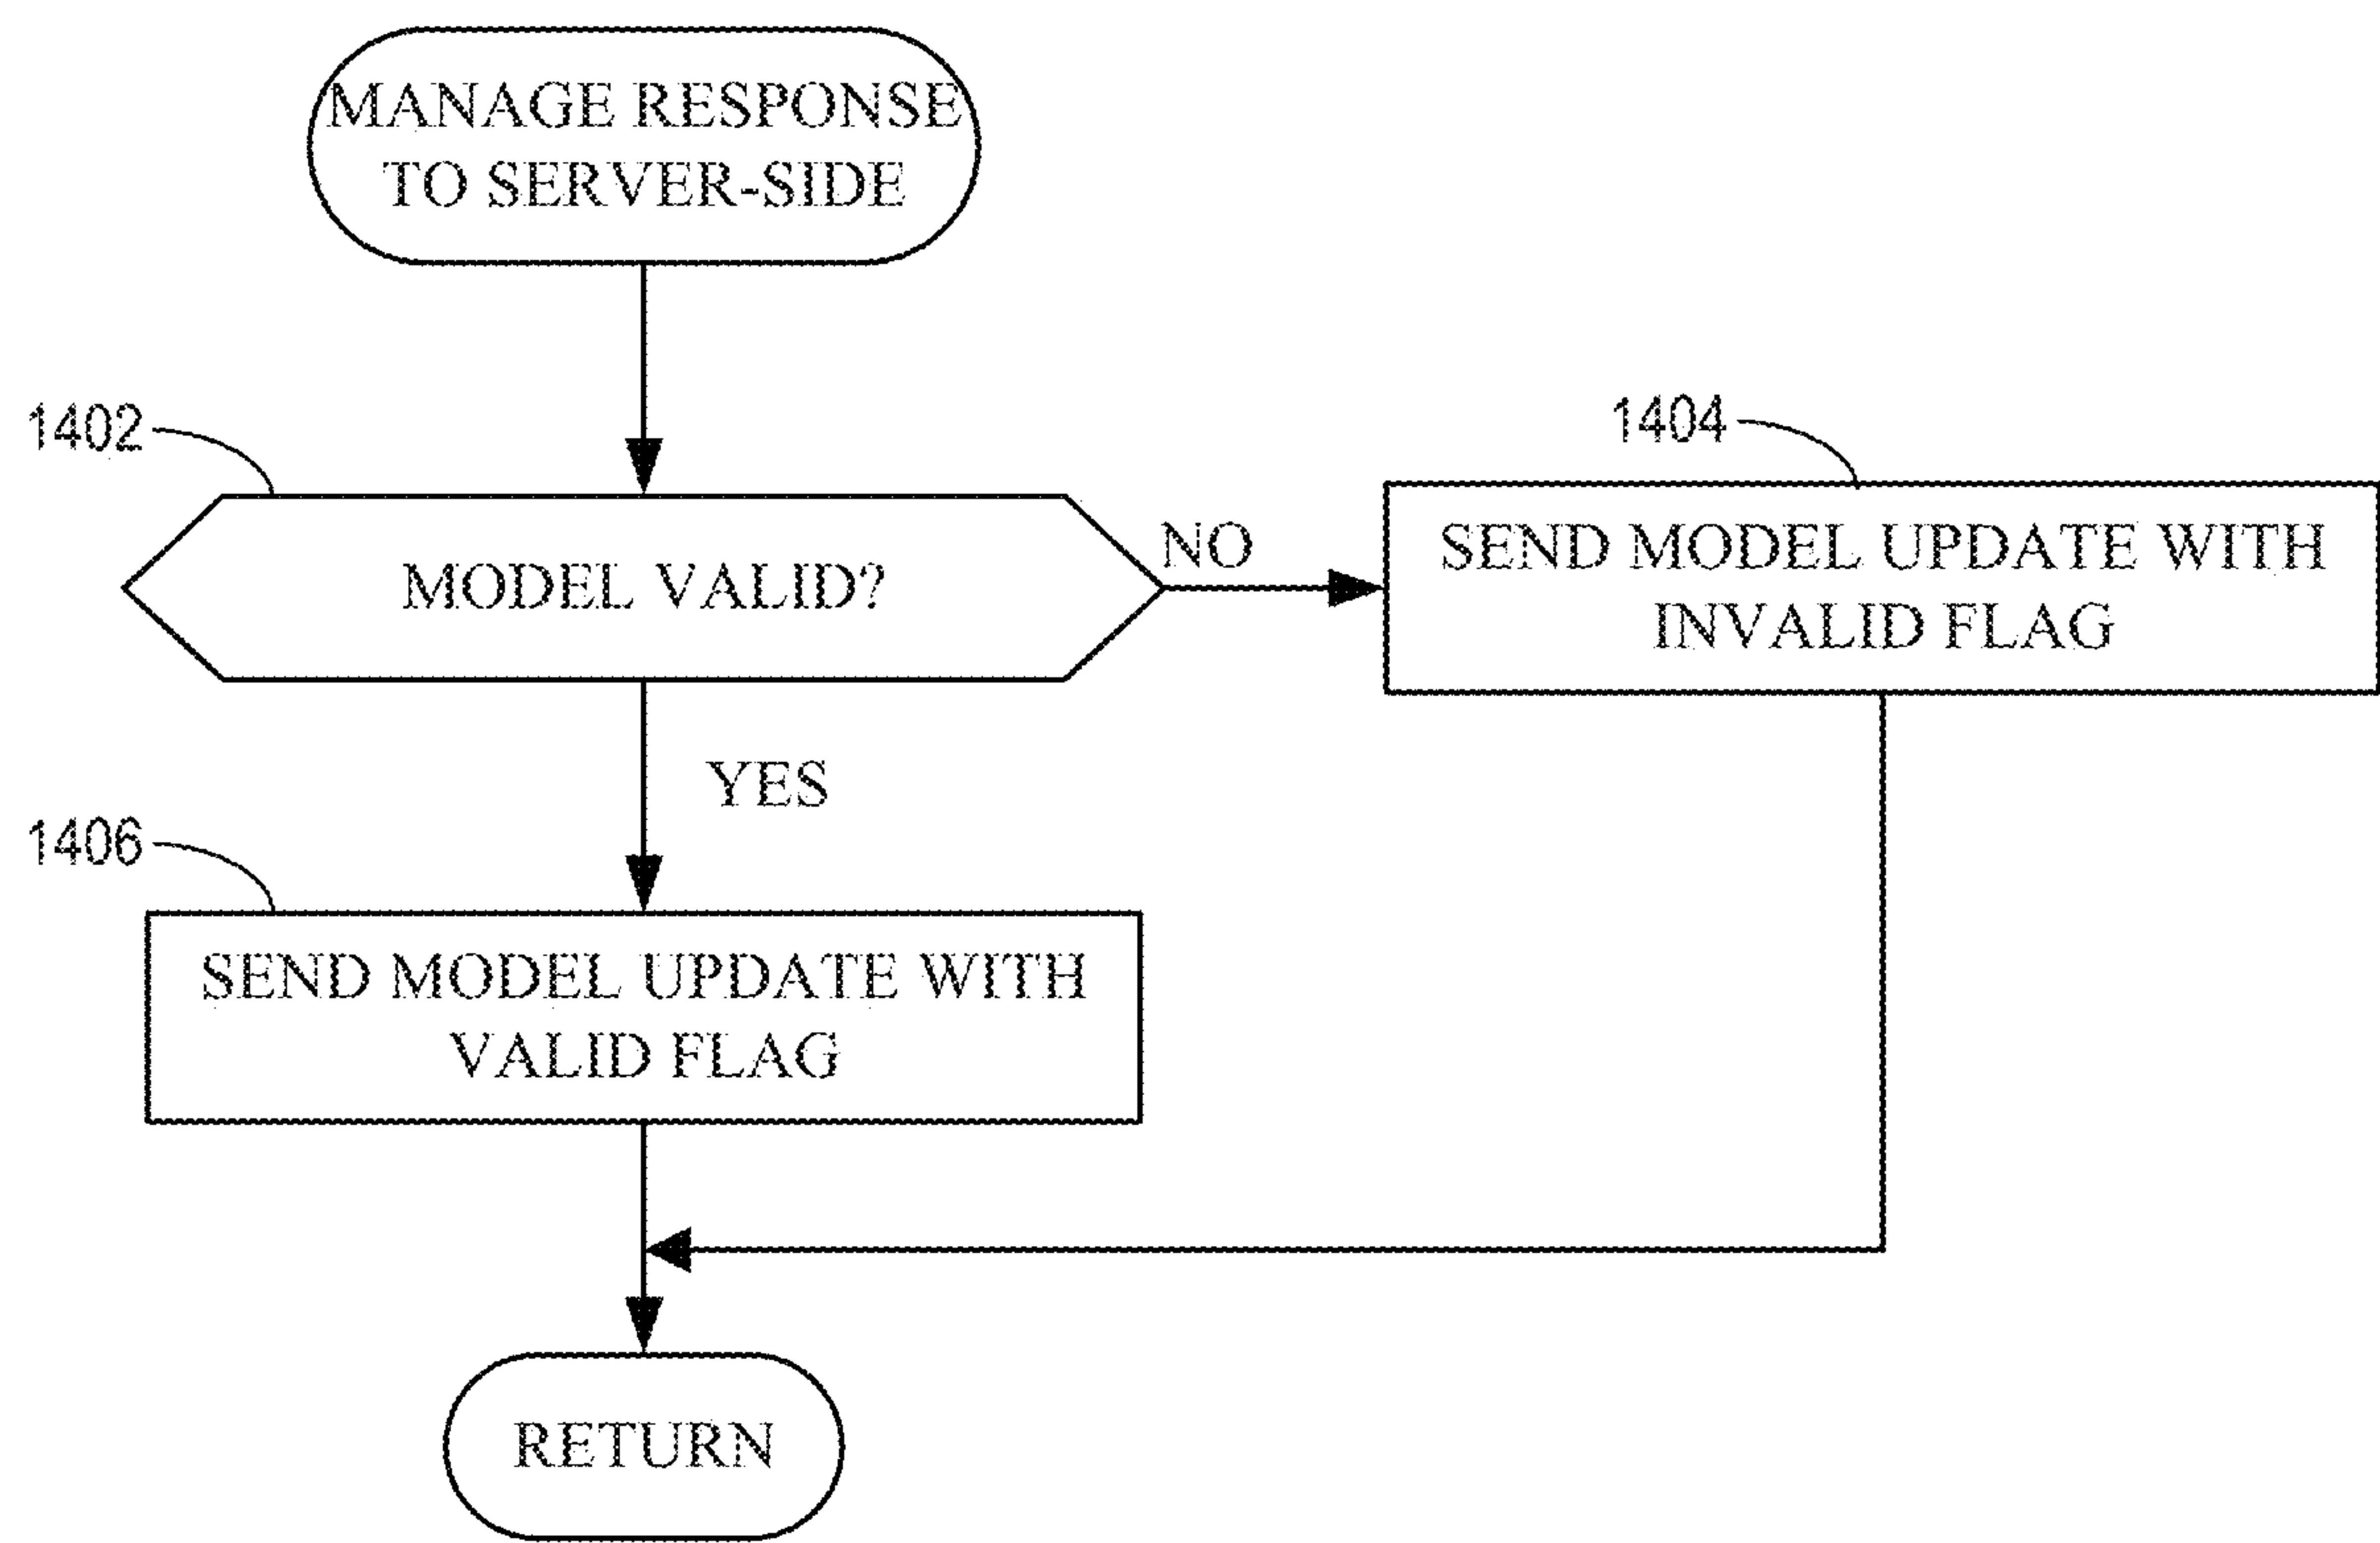 MANAGE RESPONSE
TO SERVER-SIDE
1402
MODEL VALID?
NO
1404
SEND MODEL UPDATE WITH
INVALID FLAG
YES
1406
SEND MODEL UPDATE WITH
VALID FLAG
RETURN